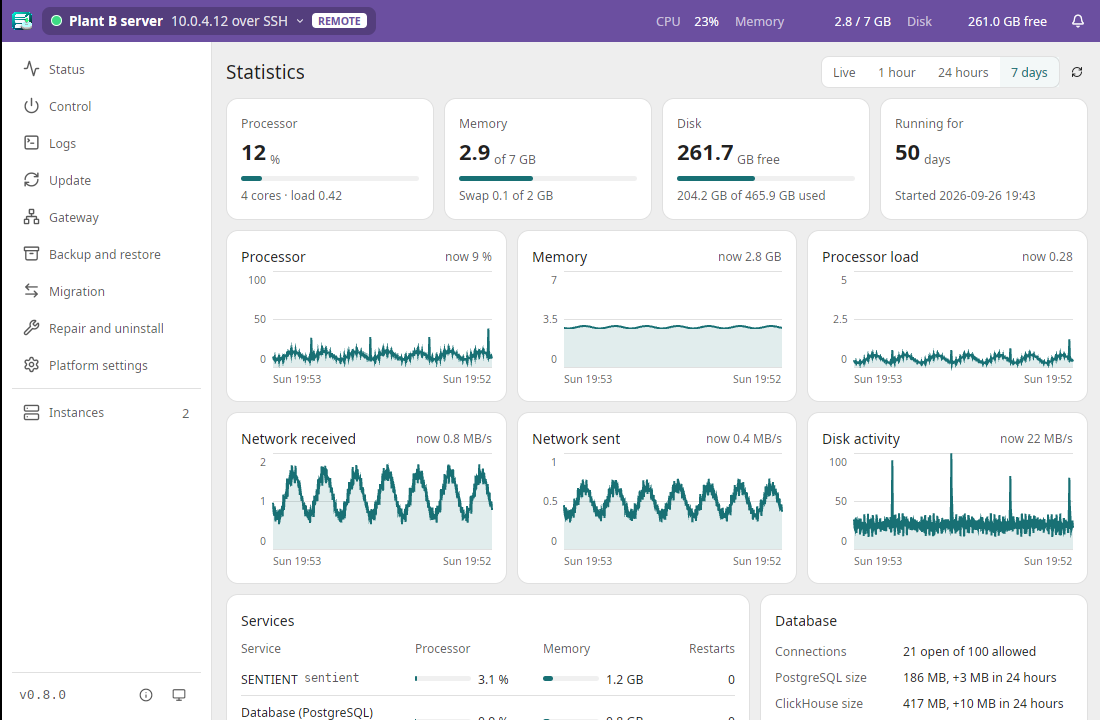 Plant B server 10.0.4.12 over SSH REMOTE
CPU 23% Memory 2.8 / 7 GB Disk 261.0 GB free
Status
Control
Logs
Update
Gateway
Backup and restore
Migration
Repair and uninstall
Platform settings
Instances 2
v0.8.0
Statistics
Live 1 hour 24 hours 7 days
Processor
12 %
4 cores · load 0.42
Memory
2.9 of 7 GB
Swap 0.1 of 2 GB
Disk
261.7 GB free
204.2 GB of 465.9 GB used
Running for
50 days
Started 2026-09-26 19:43
Processor now 9 %
100
50
0
Sun 19:53 Sun 19:52
Memory now 2.8 GB
7
3.5
0
Sun 19:53 Sun 19:52
Processor load now 0.28
5
2.5
0
Sun 19:53 Sun 19:52
Network received now 0.8 MB/s
2
1
0
Sun 19:53 Sun 19:52
Network sent now 0.4 MB/s
1
0.5
0
Sun 19:53 Sun 19:52
Disk activity now 22 MB/s
100
50
0
Sun 19:53 Sun 19:52
Services
Service Processor Memory Restarts
SENTIENT sentient 3.1 % 1.2 GB 0
Database (PostgreSQL)
Database
Connections 21 open of 100 allowed
PostgreSQL size 186 MB, +3 MB in 24 hours
ClickHouse size 417 MB, +10 MB in 24 hours